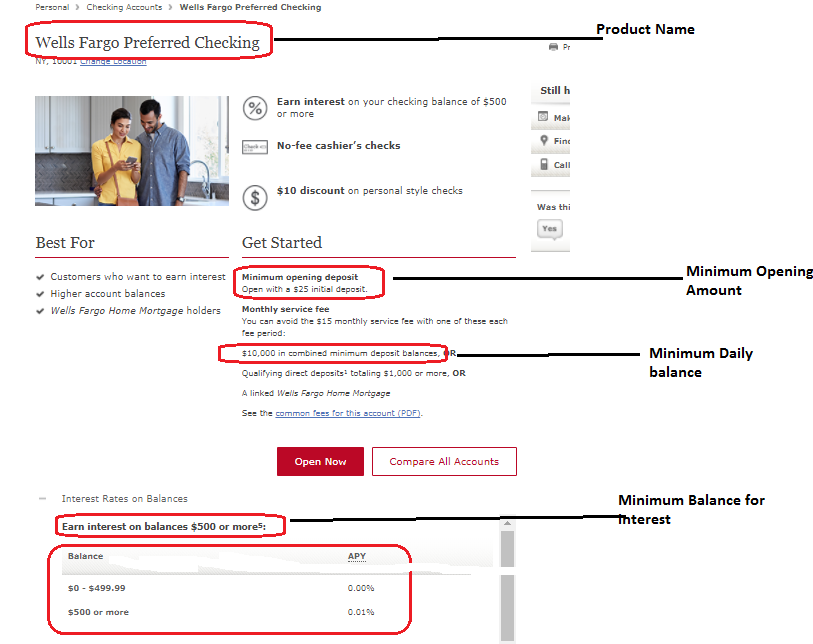 Personal > Checking Accounts > Wells Fargo Preferred Checking
Product Name
Wells Fargo Preferred Checking
NY, 10001 Change Location
Still h
Earn interest on your checking balance of $500
or more
Mak
No-fee cashier's checks
Find
Call
$10 discount on personal style checks
Was thi
Yes
Best For
Customers who want to earn interest
Higher account balances
Wells Fargo Home Mortgage holders
Get Started
Minimum opening deposit
Open with a $25 initial deposit.
Minimum Opening
Amount
Monthly service fee
You can avoid the $15 monthly service fee with one of these each
fee period:
$10,000 in combined minimum deposit balances, OR
Minimum Daily
balance
Qualifying direct deposits¹ totaling $1,000 or more, OR
A linked Wells Fargo Home Mortgage
See the common fees for this account (PDF).
Open Now
Compare All Accounts
Interest Rates on Balances
Minimum Balance for
Interest
Earn interest on balances $500 or more⁵:
Balance APY
$0 - $499.99 0.00%
$500 or more 0.01%